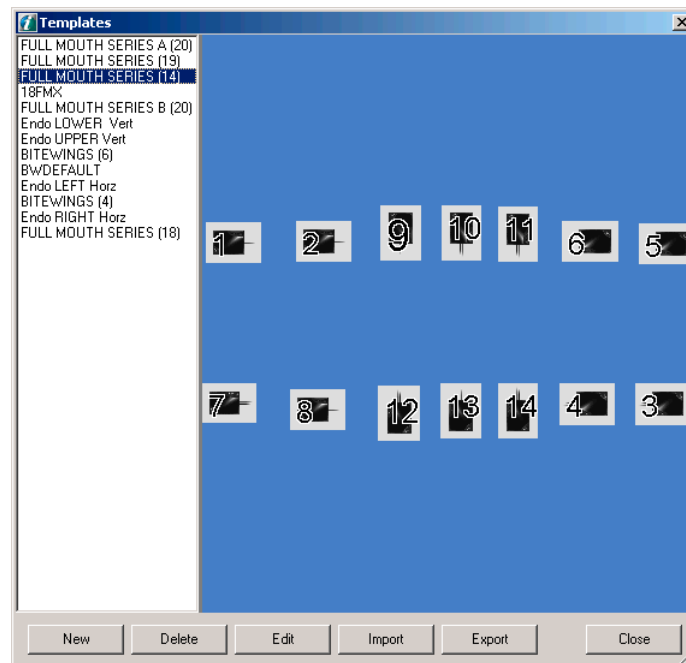 Templates
FULL MOUTH SERIES A (20)
FULL MOUTH SERIES (19)
FULL MOUTH SERIES (14)
18FMX
FULL MOUTH SERIES B (20)
Endo LOWER  Vert
Endo UPPER Vert
BITEWINGS (6)
BWDEFAULT
Endo LEFT Horz
BITEWINGS (4)
Endo RIGHT Horz
FULL MOUTH SERIES (18)
1 2 9 10 11 6 5
7 8 12 13 14 4 3
New Delete Edit Import Export Close